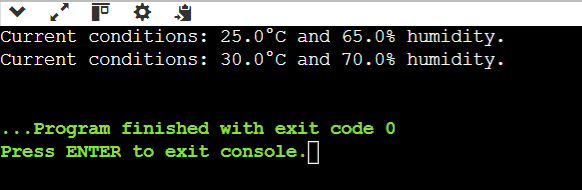 Current conditions: 25.0°C and 65.0% humidity.
Current conditions: 30.0°C and 70.0% humidity.
...Program finished with exit code 0
Press ENTER to exit console.